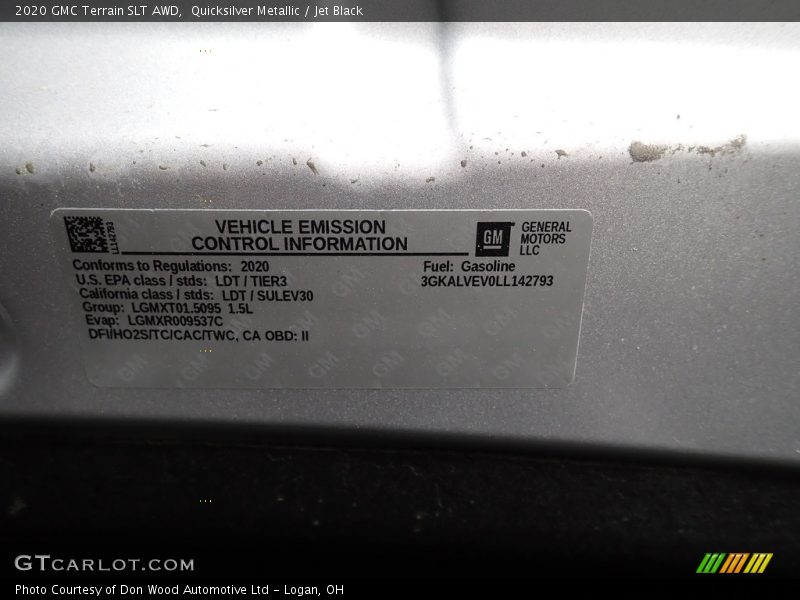 2020 GMC Terrain SLT AWD,  Quicksilver Metallic / Jet Black
LL142793
VEHICLE EMISSION
CONTROL INFORMATION
GM
GENERAL
MOTORS
LLC
Conforms to Regulations: 2020
U.S. EPA class / stds: LDT / TIER3
California class / stds: LDT / SULEV30
Group: LGMXT01.5095 1.5L
Evap: LGMXR009537C
DFI/HO2S/TC/CAC/TWC, CA OBD: II
Fuel: Gasoline
3GKALVEV0LL142793
GTCARLOT.COM
Photo Courtesy of Don Wood Automotive Ltd - Logan, OH